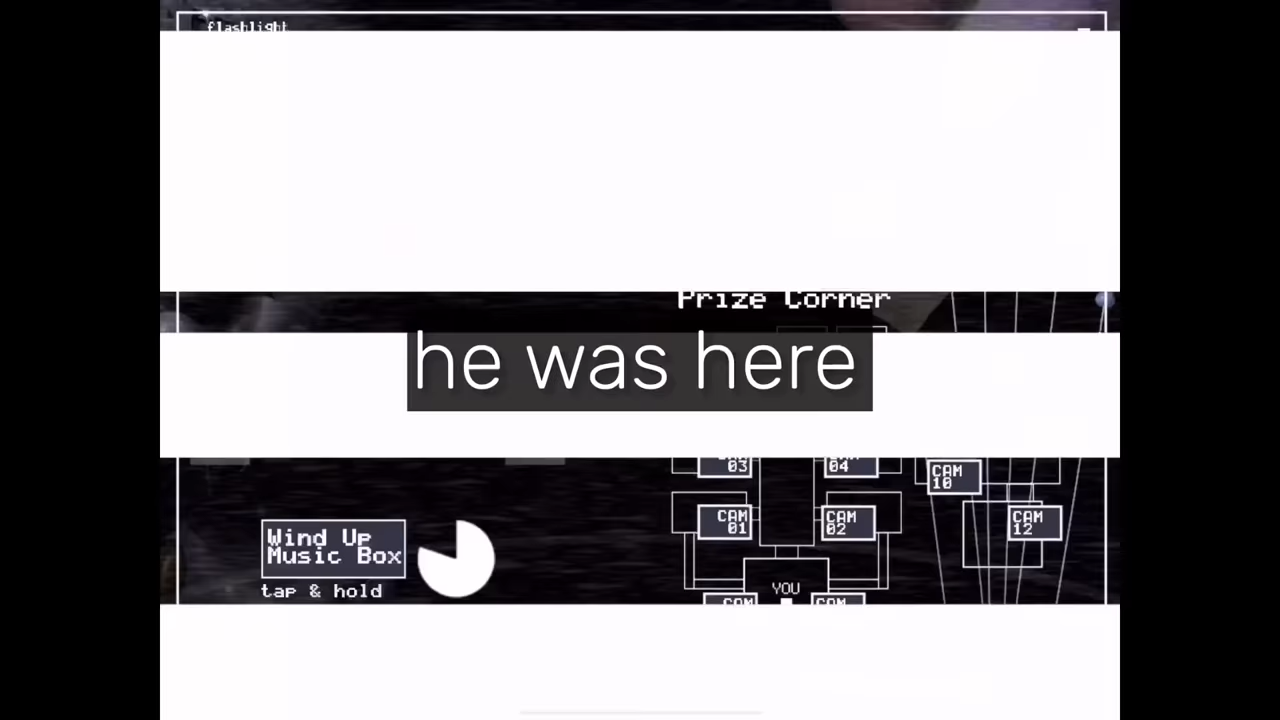 flashlight
Prize Corner
he was here
03
04
CAM
10
CAM
01
CAM
02
CAM
12
Wind Up
Music Box
tap & hold
YOU
CAM
CAM